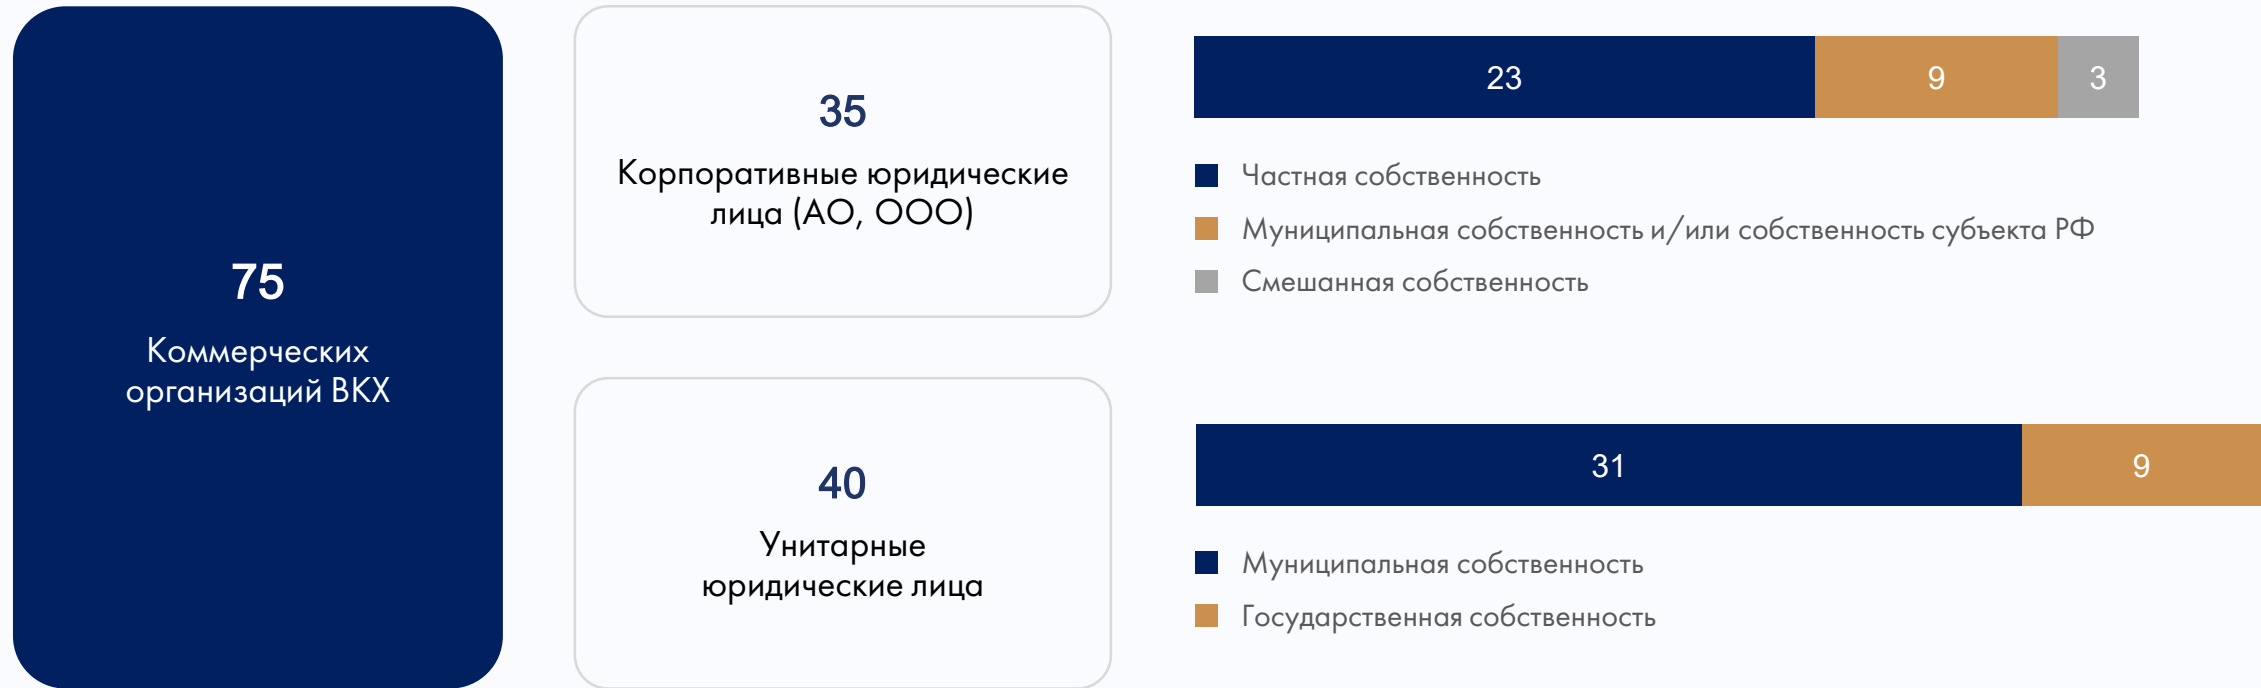 75
Коммерческих
организаций ВКХ
35
Корпоративные юридические
лица (АО, ООО)
23
9
3
Частная собственность
Муниципальная собственность и/или собственность субъекта РФ
Смешанная собственность
40
Унитарные
юридические лица
31
9
Муниципальная собственность
Государственная собственность